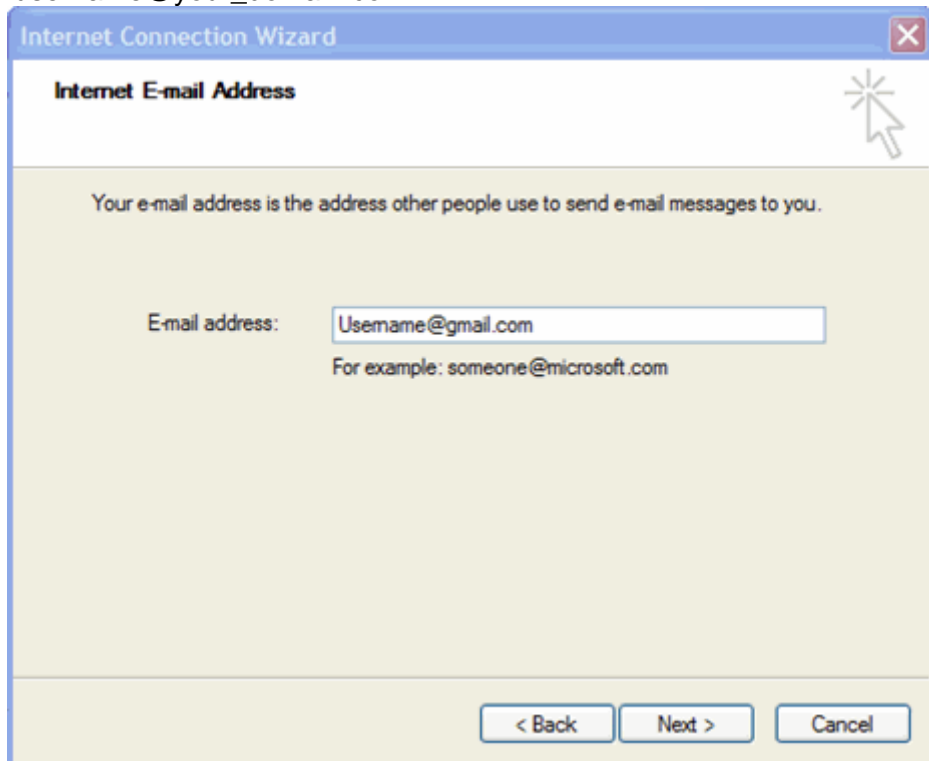 Internet Connection Wizard
Internet E-mail Address
Your e-mail address is the address other people use to send e-mail messages to you.
E-mail address:
Username@gmail.com
For example: someone@microsoft.com
< Back
Next >
Cancel